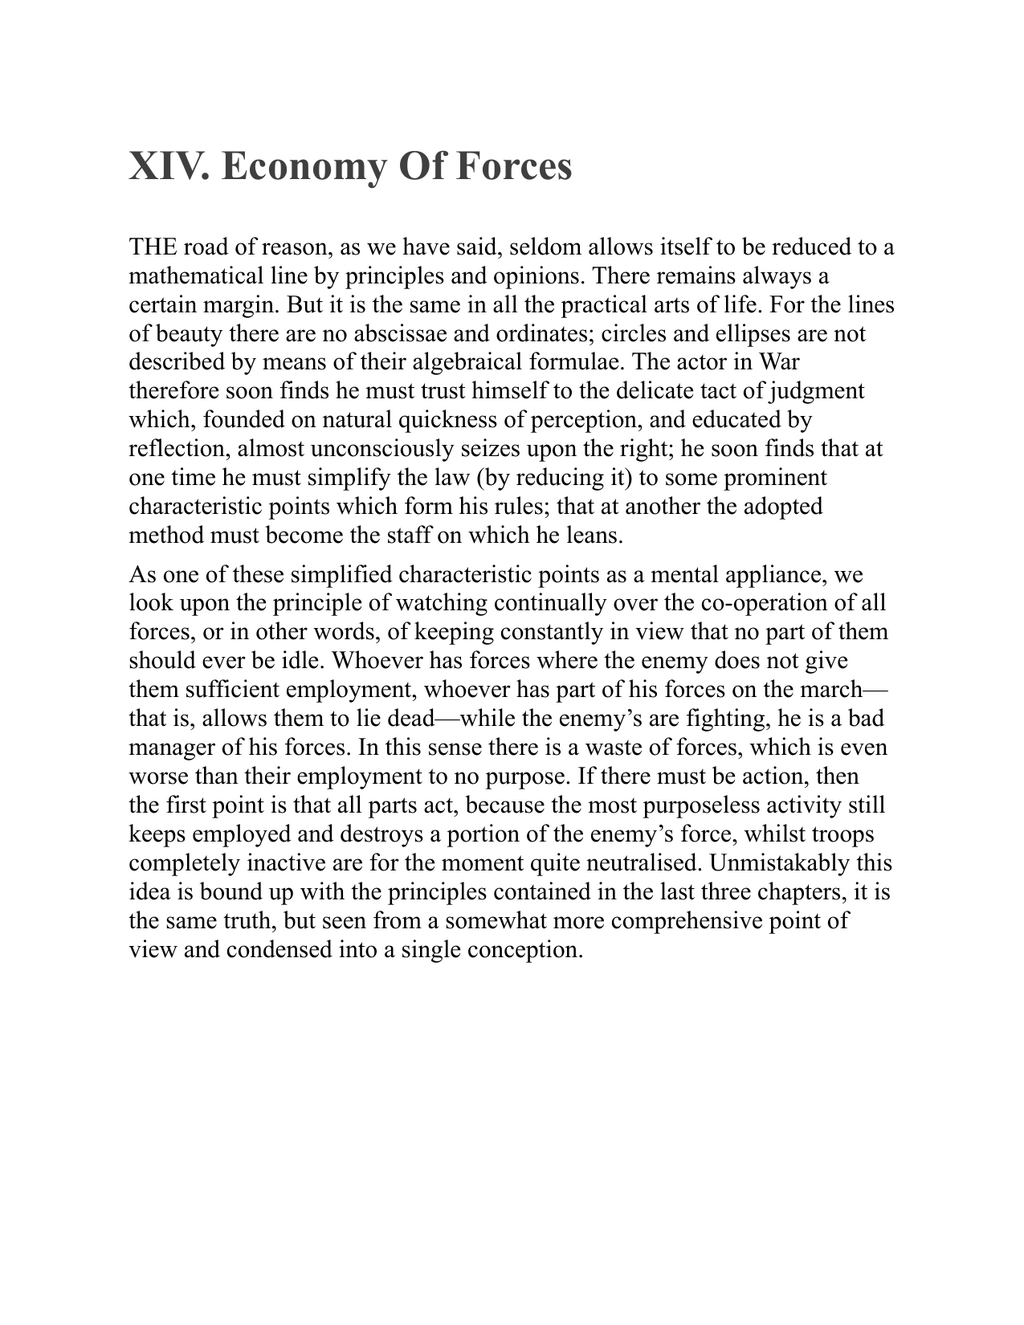 XIV. Economy Of Forces
THE road of reason, as we have said, seldom allows itself to be reduced to a
mathematical line by principles and opinions. There remains always a
certain margin. But it is the same in all the practical arts of life. For the lines
of beauty there are no abscissae and ordinates; circles and ellipses are not
described by means of their algebraical formulae. The actor in War
therefore soon finds he must trust himself to the delicate tact of judgment
which, founded on natural quickness of perception, and educated by
reflection, almost unconsciously seizes upon the right; he soon finds that at
one time he must simplify the law (by reducing it) to some prominent
characteristic points which form his rules; that at another the adopted
method must become the staff on which he leans.
As one of these simplified characteristic points as a mental appliance, we
look upon the principle of watching continually over the co-operation of all
forces, or in other words, of keeping constantly in view that no part of them
should ever be idle. Whoever has forces where the enemy does not give
them sufficient employment, whoever has part of his forces on the march—
that is, allows them to lie dead—while the enemy’s are fighting, he is a bad
manager of his forces. In this sense there is a waste of forces, which is even
worse than their employment to no purpose. If there must be action, then
the first point is that all parts act, because the most purposeless activity still
keeps employed and destroys a portion of the enemy’s force, whilst troops
completely inactive are for the moment quite neutralised. Unmistakably this
idea is bound up with the principles contained in the last three chapters, it is
the same truth, but seen from a somewhat more comprehensive point of
view and condensed into a single conception.